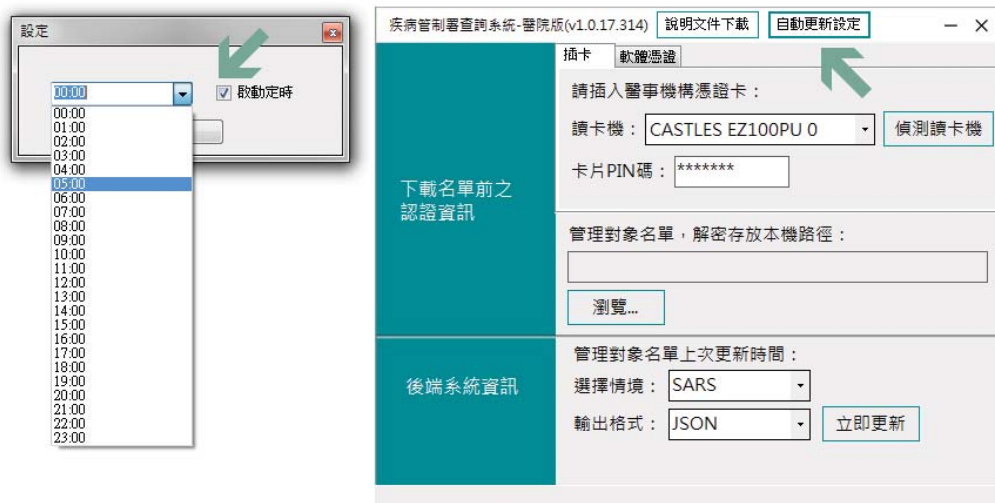 設定
00:00
啟動定時
00:00
01:00
02:00
03:00
04:00
05:00
06:00
07:00
08:00
09:00
10:00
11:00
12:00
13:00
14:00
15:00
16:00
17:00
18:00
19:00
20:00
21:00
22:00
23:00
疾病管制署查詢系統-醫院版(v1.0.17.314) 說明文件下載 自動更新設定
插卡 軟體憑證
下載名單前之
認證資訊
請插入醫事機構憑證卡：
讀卡機： CASTLES EZ100PU 0 偵測讀卡機
卡片PIN碼： *******
管理對象名單，解密存放本機路徑：
瀏覽...
後端系統資訊
管理對象名單上次更新時間：
選擇情境： SARS
輸出格式： JSON 立即更新